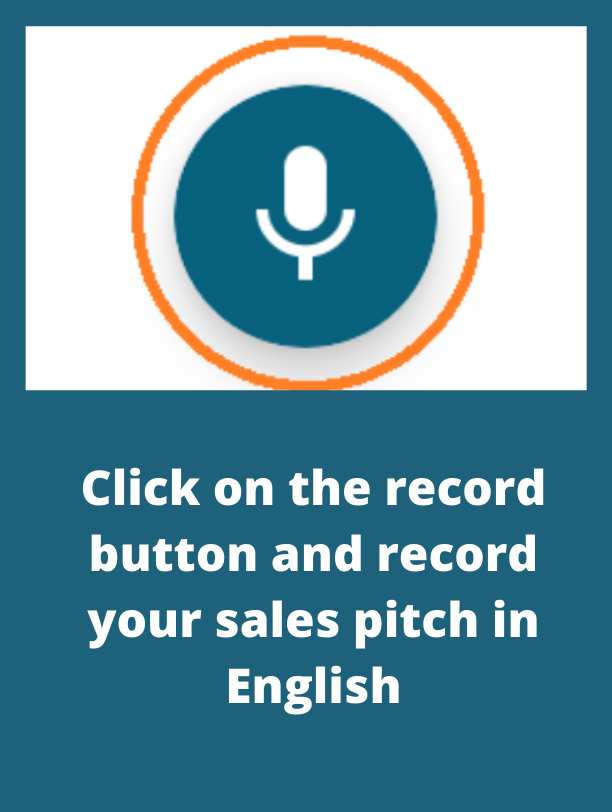 Click on the record
button and record
your sales pitch in
English